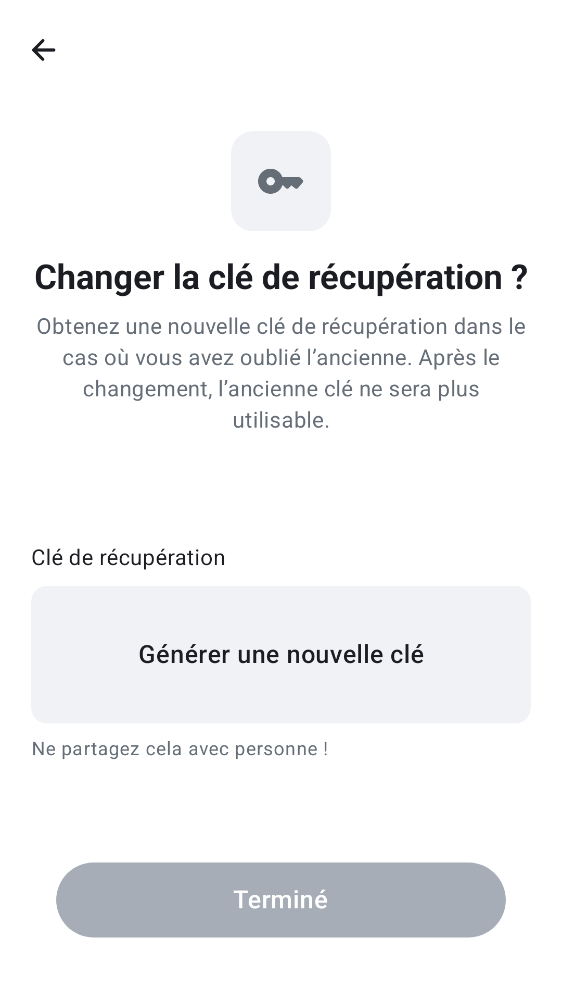 Changer la clé de récupération ?
Obtenez une nouvelle clé de récupération dans le
cas où vous avez oublié l’ancienne. Après le
changement, l’ancienne clé ne sera plus
utilisable.
Clé de récupération
Générer une nouvelle clé
Ne partagez cela avec personne !
Terminé